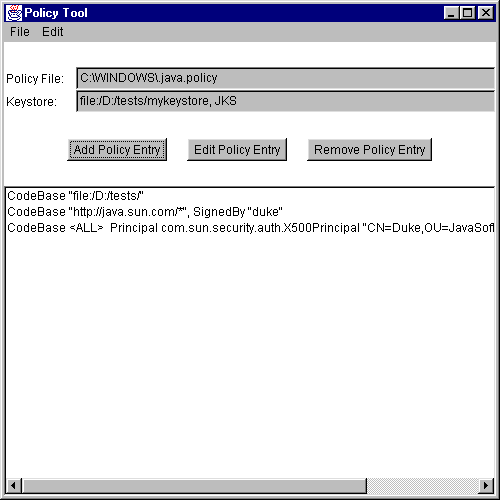 Policy Tool
File Edit
Policy File: C:\WINDOWS\.java.policy
Keystore: file:/D:/tests/mykeystore, JKS
Add Policy Entry Edit Policy Entry Remove Policy Entry
CodeBase "file:/D:/tests/"
CodeBase "http://java.sun.com/*", SignedBy "duke"
CodeBase <ALL> Principal com.sun.security.auth.X500Principal "CN=Duke,OU=JavaSoft